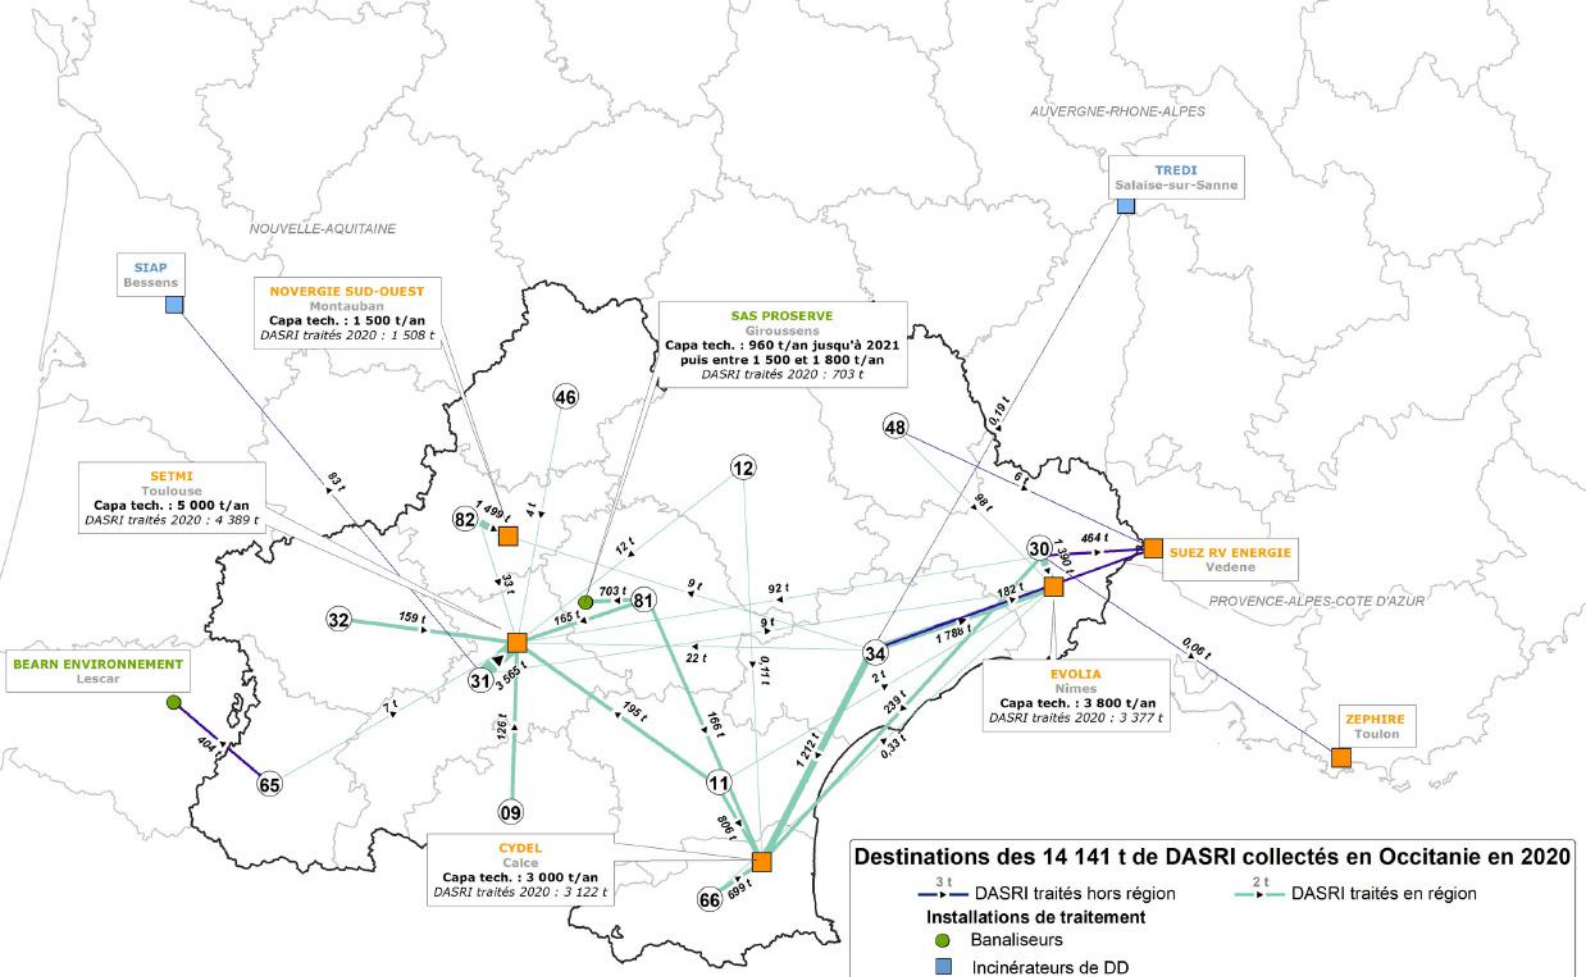 AUVERGNE-RHONE-ALPES
TREDI
Salaise-sur-Sanne
NOUVELLE-AQUITAINE
SIAP
Bessens
NOVERGIE SUD-OUEST
Montauban
Capa tech. : 1 500 t/an
DASRI traités 2020 : 1 508 t
SAS PROSERVE
Giroussens
Capa tech. : 960 t/an jusqu'à 2021
puis entre 1 500 et 1 800 t/an
DASRI traités 2020 : 703 t
46
0,19 t
48
12
SETMI
Toulouse
Capa tech. : 5 000 t/an
DASRI traités 2020 : 4 389 t
83 t
6 t
98 t
82
1 499 t
41 t
12 t
30
1 390 t
464 t
SUEZ RV ENERGIE
Vedene
33 t
9 t
92 t
182 t
703 t
81
PROVENCE-ALPES-COTE D'AZUR
32
159 t
165 t
9 t
1 788 t
0,06 t
BEARN ENVIRONNEMENT
Lescar
31
3 565 t
22 t
0,11 t
34
2 t
EVOLIA
Nimes
Capa tech. : 3 800 t/an
DASRI traités 2020 : 3 377 t
7 t
195 t
166 t
239 t
ZEPHIRE
Toulon
404 t
126 t
1 212 t
0,33 t
65
11
09
806 t
CYDEL
Calce
Capa tech. : 3 000 t/an
DASRI traités 2020 : 3 122 t
66
699 t
Destinations des 14 141 t de DASRI collectés en Occitanie en 2020
3 t
DASRI traités hors région
2 t
DASRI traités en région
Installations de traitement
Banaliseurs
Incinérateurs de DD